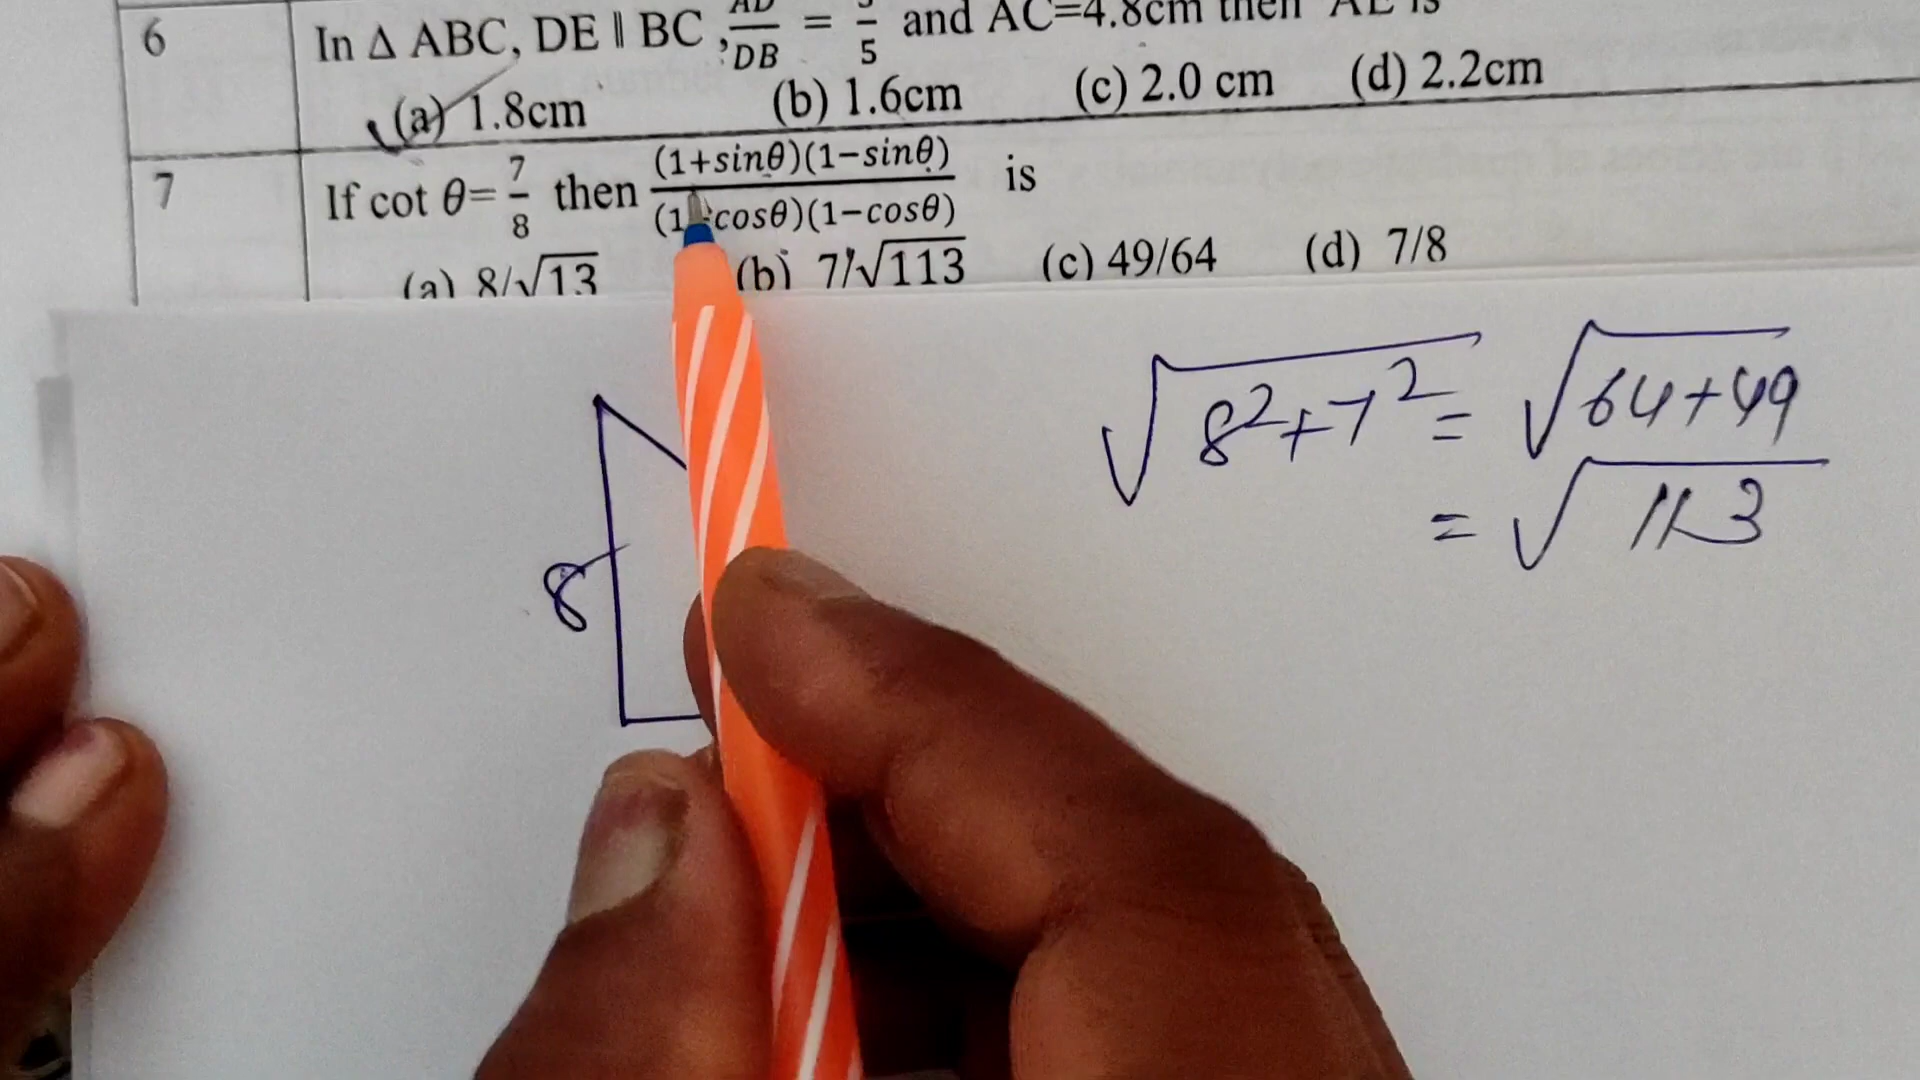 6 In Δ ABC, DE ∥ BC , AD/DB = /5 and AC=4.8cm then AE is
(a) 1.8cm (b) 1.6cm (c) 2.0 cm (d) 2.2cm
7 If cot θ= 7/8 then (1+sinθ)(1−sinθ)/(1+cosθ)(1−cosθ) is
(a) 8/√13 (b) 7/√113 (c) 49/64 (d) 7/8
√8²+7² = √64+49
= √113
8